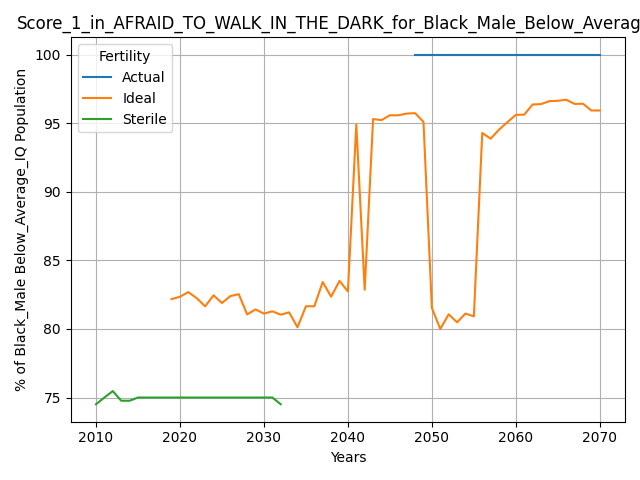 Score_1_in_AFRAID_TO_WALK_IN_THE_DARK_for_Black_Male_Below_Averag
Fertility
Actual
Ideal
Sterile
% of Black_Male Below_Average_IQ Population
100
95
90
85
80
75
2010 2020 2030 2040 2050 2060 2070
Years